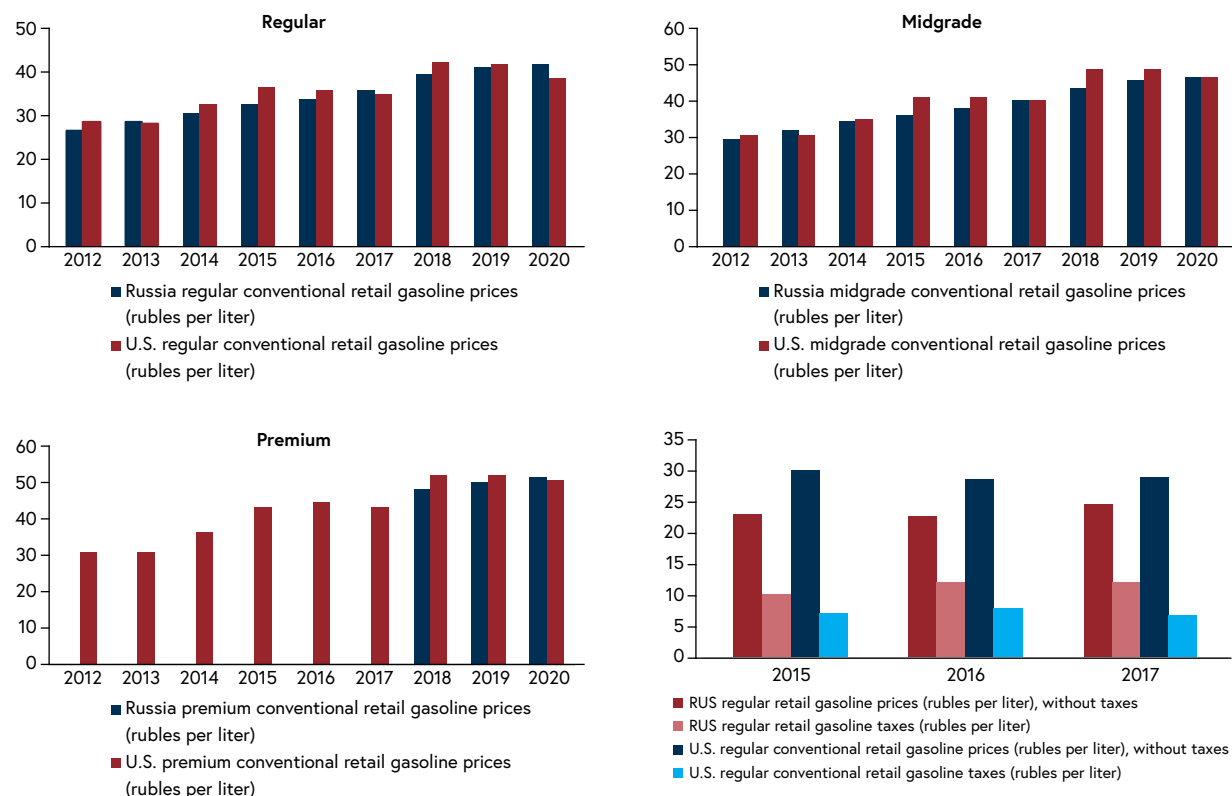 Regular
50
40
30
20
10
0
2012 2013 2014 2015 2016 2017 2018 2019 2020
Russia regular conventional retail gasoline prices
(rubles per liter)
U.S. regular conventional retail gasoline prices
(rubles per liter)
Midgrade
60
50
40
30
20
10
0
2012 2013 2014 2015 2016 2017 2018 2019 2020
Russia midgrade conventional retail gasoline prices
(rubles per liter)
U.S. midgrade conventional retail gasoline prices
(rubles per liter)
Premium
60
50
40
30
20
10
0
2012 2013 2014 2015 2016 2017 2018 2019 2020
Russia premium conventional retail gasoline prices
(rubles per liter)
U.S. premium conventional retail gasoline prices
(rubles per liter)
35
30
25
20
15
10
5
0
2015 2016 2017
RUS regular retail gasoline prices (rubles per liter), without taxes
RUS regular retail gasoline taxes (rubles per liter)
U.S. regular conventional retail gasoline prices (rubles per liter), without taxes
U.S. regular conventional retail gasoline taxes (rubles per liter)